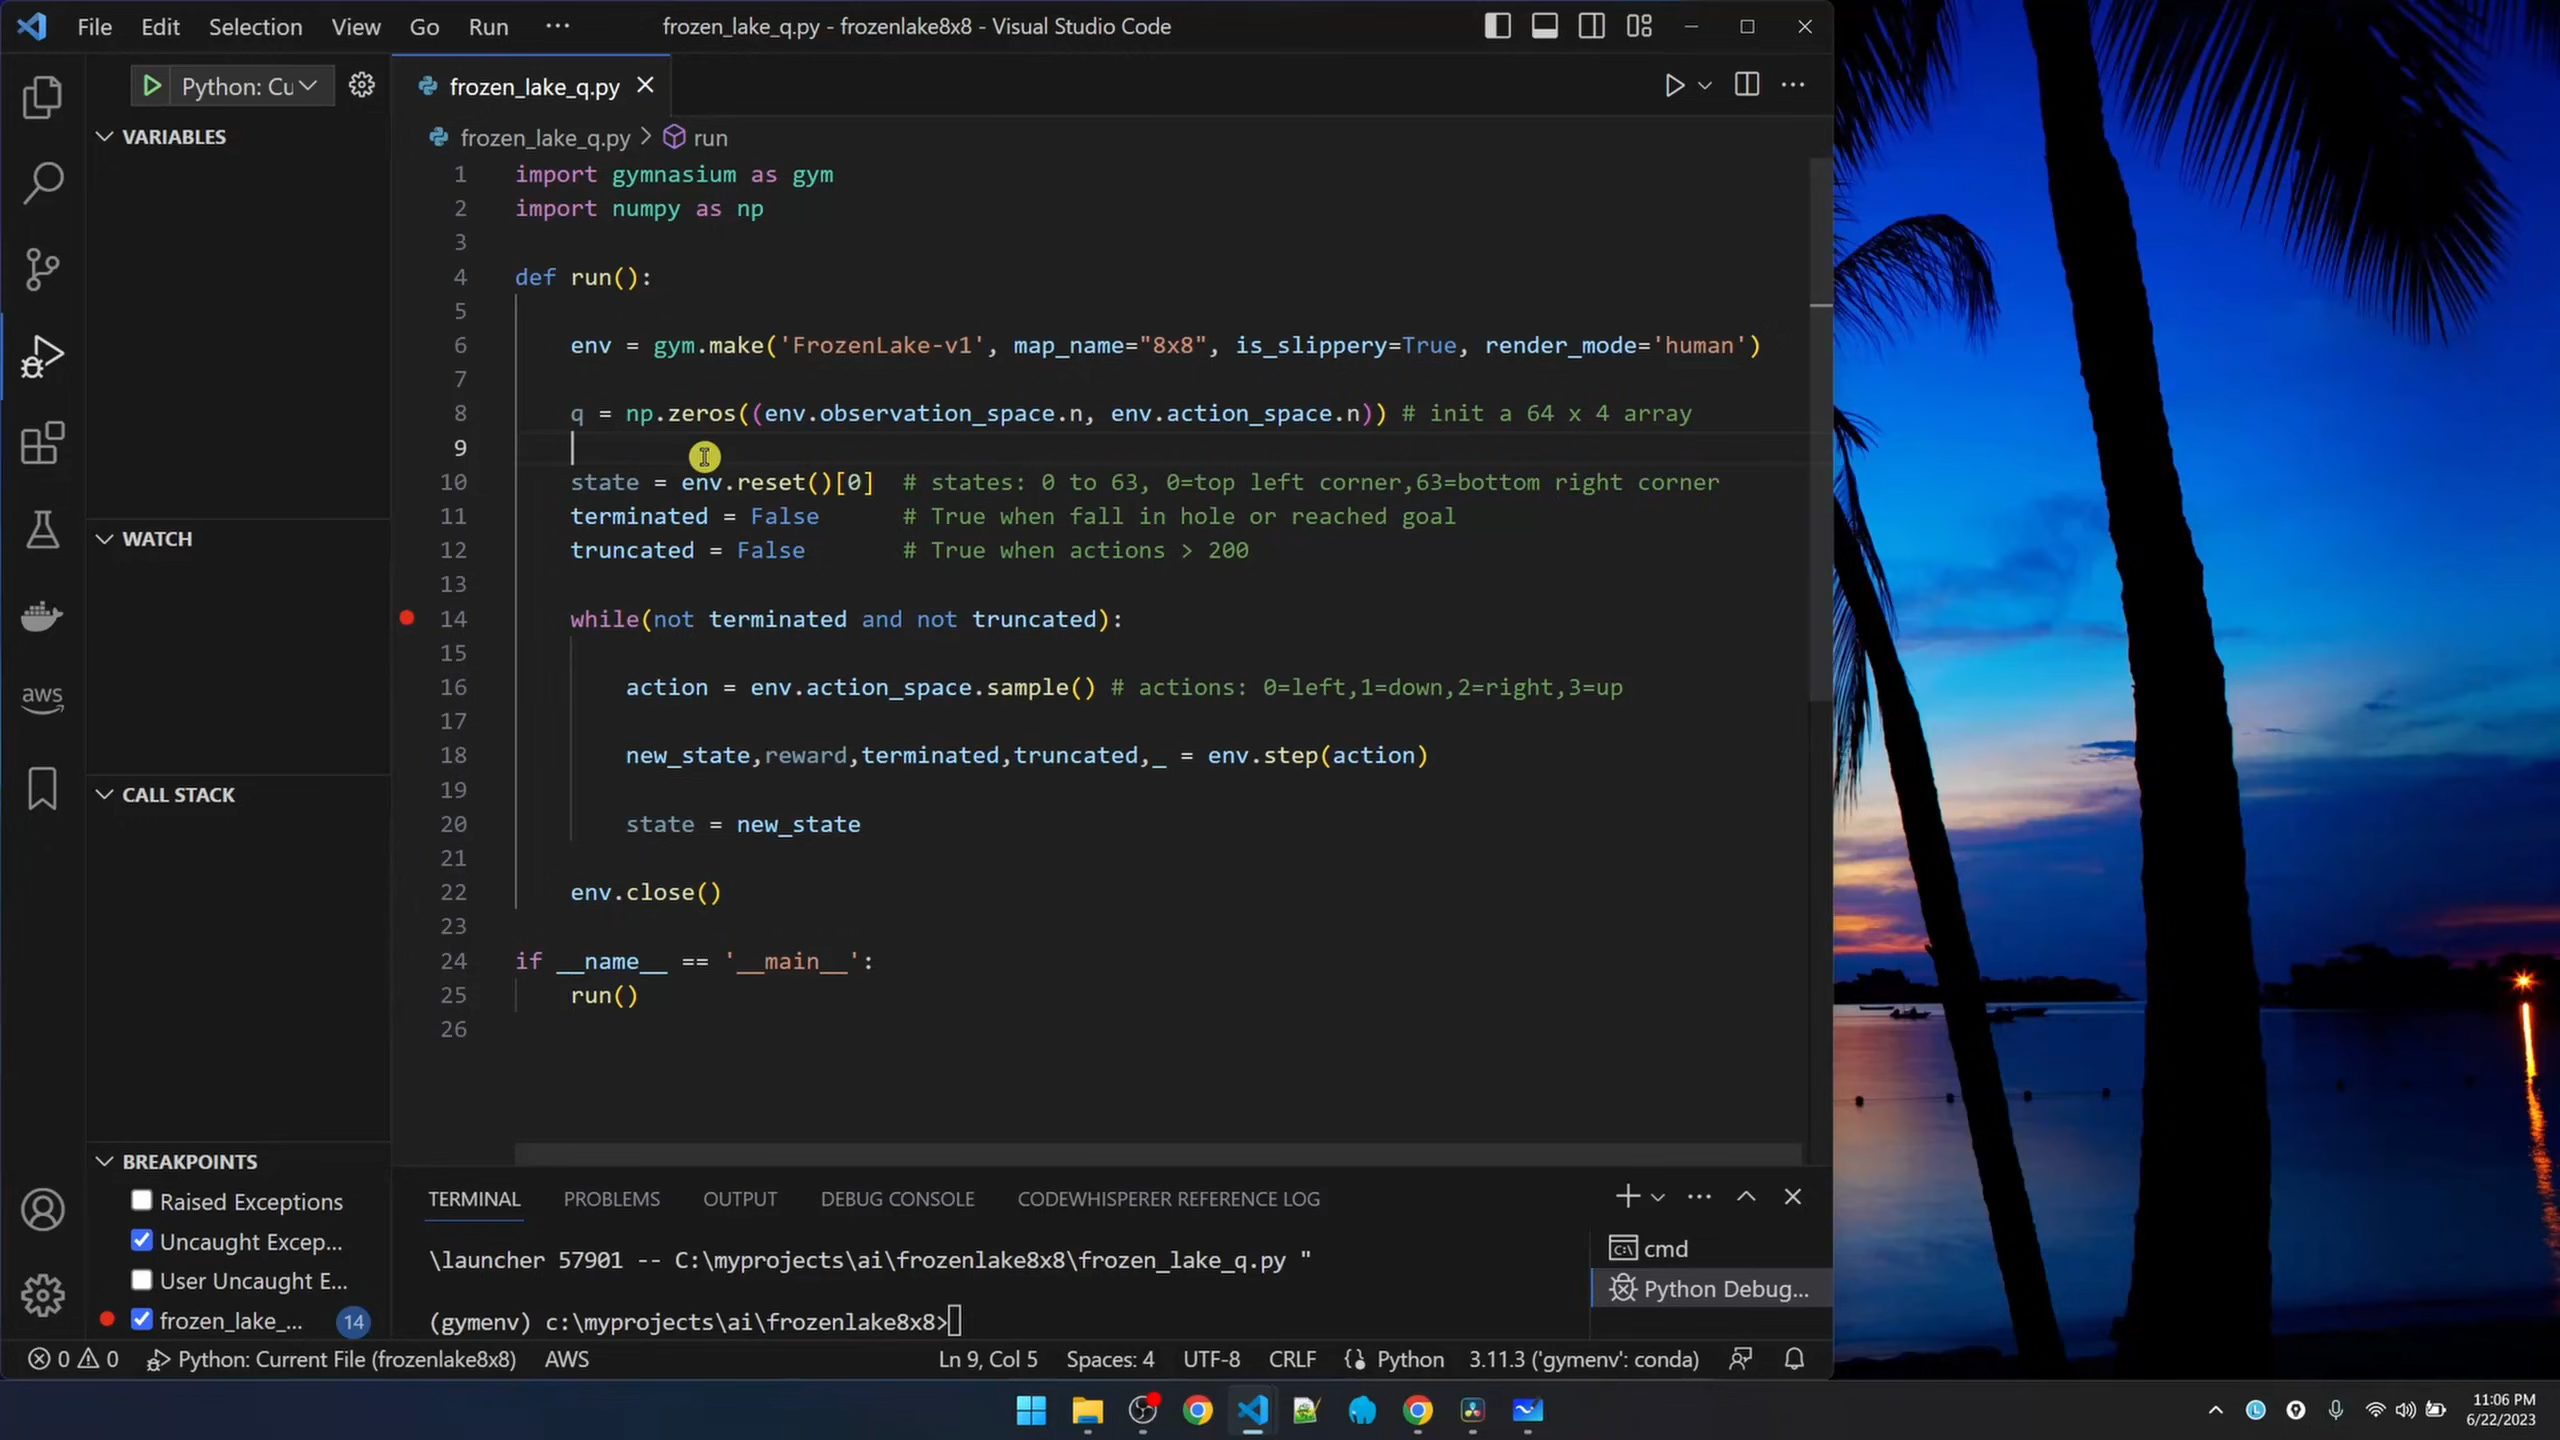 File Edit Selection View Go Run ··· frozen_lake_q.py - frozenlake8x8 - Visual Studio Code
Python: Cu
frozen_lake_q.py
VARIABLES
frozen_lake_q.py > run
1 import gymnasium as gym
2 import numpy as np
3
4 def run():
5
6 env = gym.make('FrozenLake-v1', map_name="8x8", is_slippery=True, render_mode='human')
7
8 q = np.zeros((env.observation_space.n, env.action_space.n)) # init a 64 x 4 array
9
10 state = env.reset()[0]  # states: 0 to 63, 0=top left corner,63=bottom right corner
11 terminated = False      # True when fall in hole or reached goal
12 truncated = False       # True when actions > 200
13
14 while(not terminated and not truncated):
15
16 action = env.action_space.sample() # actions: 0=left,1=down,2=right,3=up
17
18 new_state,reward,terminated,truncated,_ = env.step(action)
19
20 state = new_state
21
22 env.close()
23
24 if __name__ == '__main__':
25 run()
26
WATCH
CALL STACK
BREAKPOINTS
Raised Exceptions
Uncaught Excep...
User Uncaught E...
frozen_lake_... 14
aws
TERMINAL PROBLEMS OUTPUT DEBUG CONSOLE CODEWHISPERER REFERENCE LOG
\launcher 57901 -- C:\myprojects\ai\frozenlake8x8\frozen_lake_q.py "
(gymenv) c:\myprojects\ai\frozenlake8x8>
cmd
Python Debug...
0 0 Python: Current File (frozenlake8x8) AWS Ln 9, Col 5 Spaces: 4 UTF-8 CRLF Python 3.11.3 ('gymenv': conda)
11:06 PM
6/22/2023